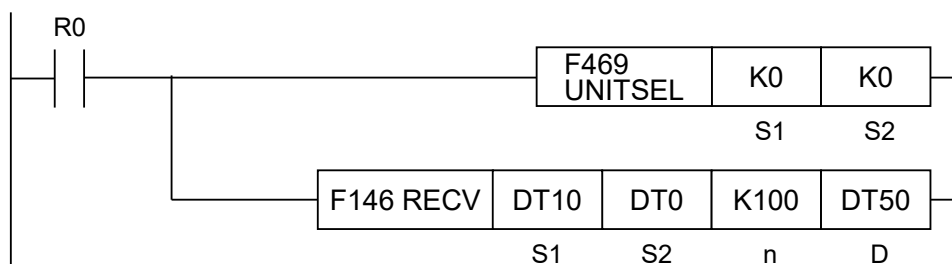 R0
F469
UNITSEL
K0
K0
S1
S2
F146 RECV
DT10
DT0
K100
DT50
S1
S2
n
D